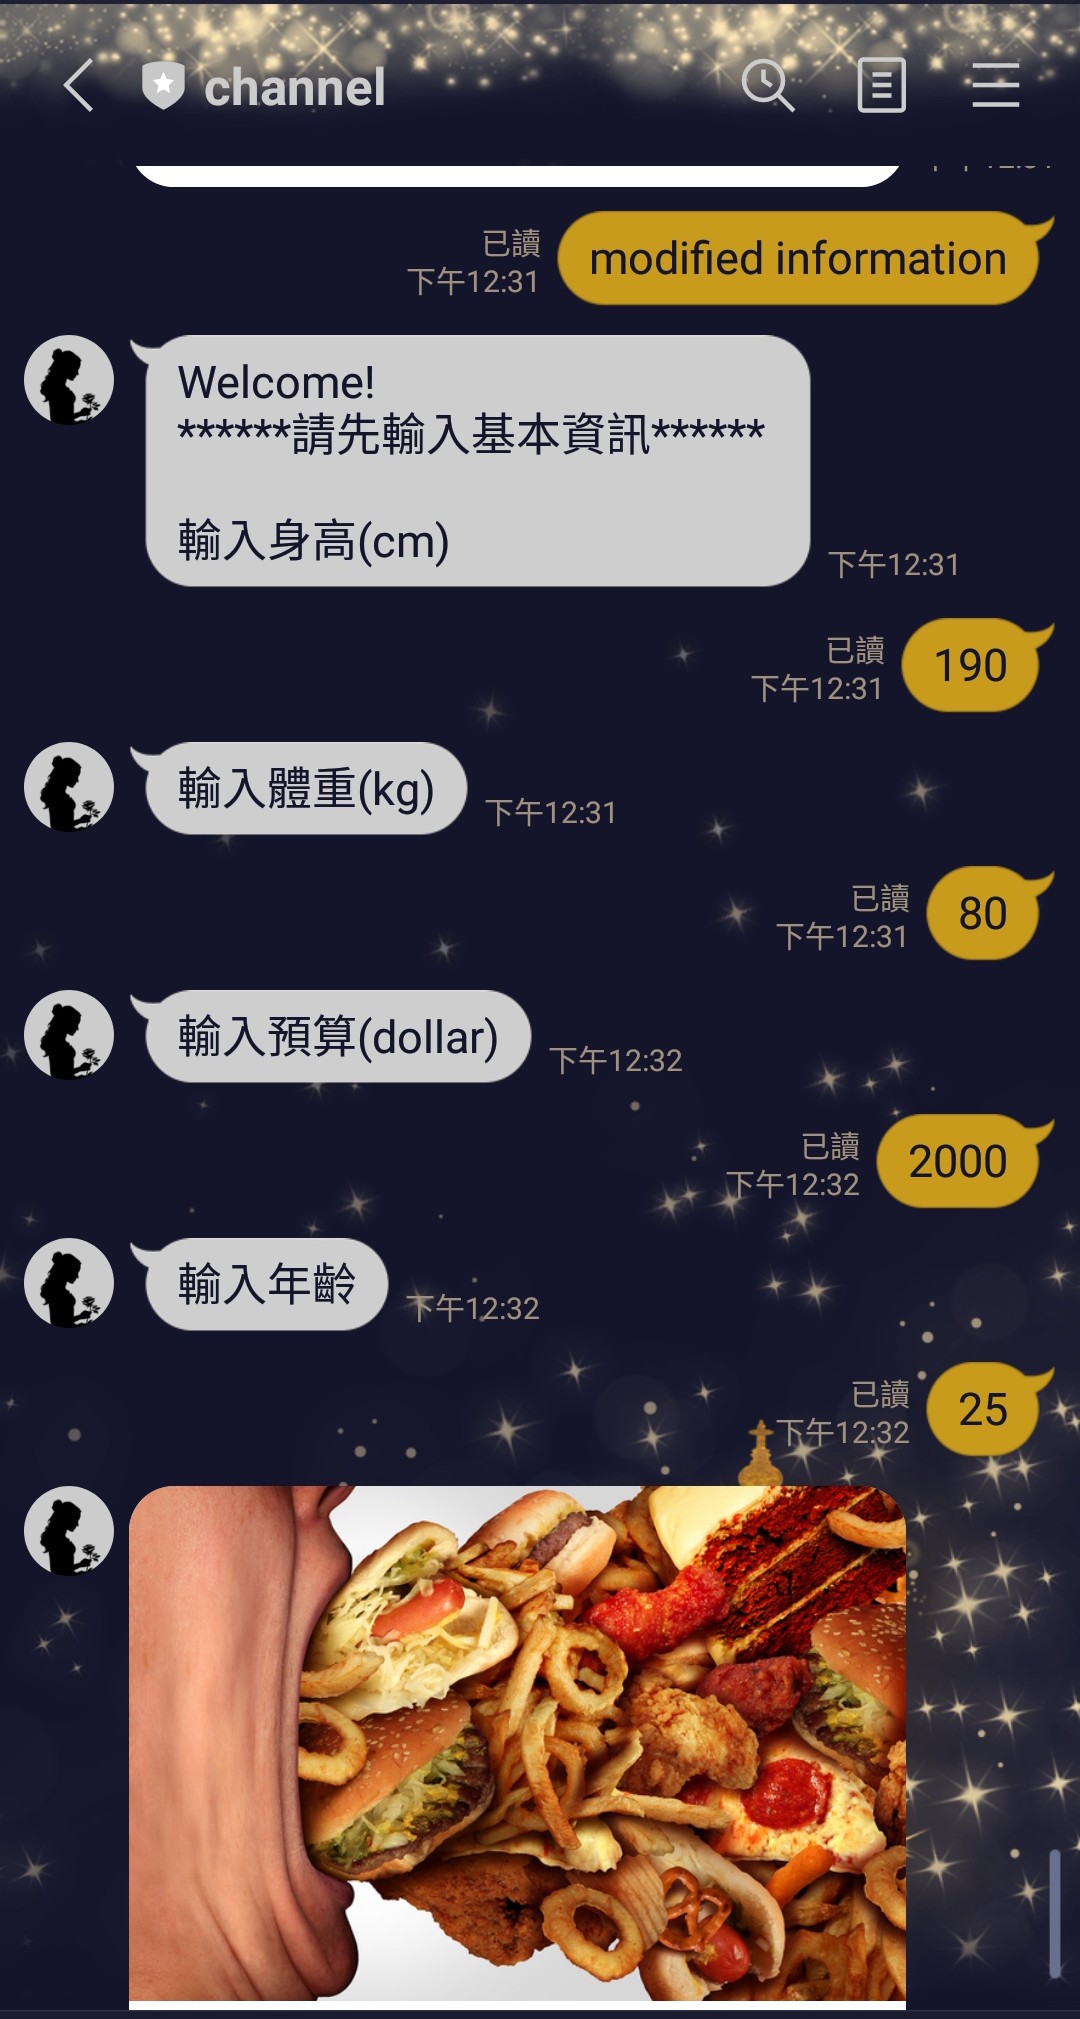 channel
已讀
下午12:31
modified information
Welcome!
******請先輸入基本資訊******
輸入身高(cm)
下午12:31
已讀
下午12:31
190
輸入體重(kg)
下午12:31
已讀
下午12:31
80
輸入預算(dollar)
下午12:32
已讀
下午12:32
2000
輸入年齡
下午12:32
已讀
下午12:32
25